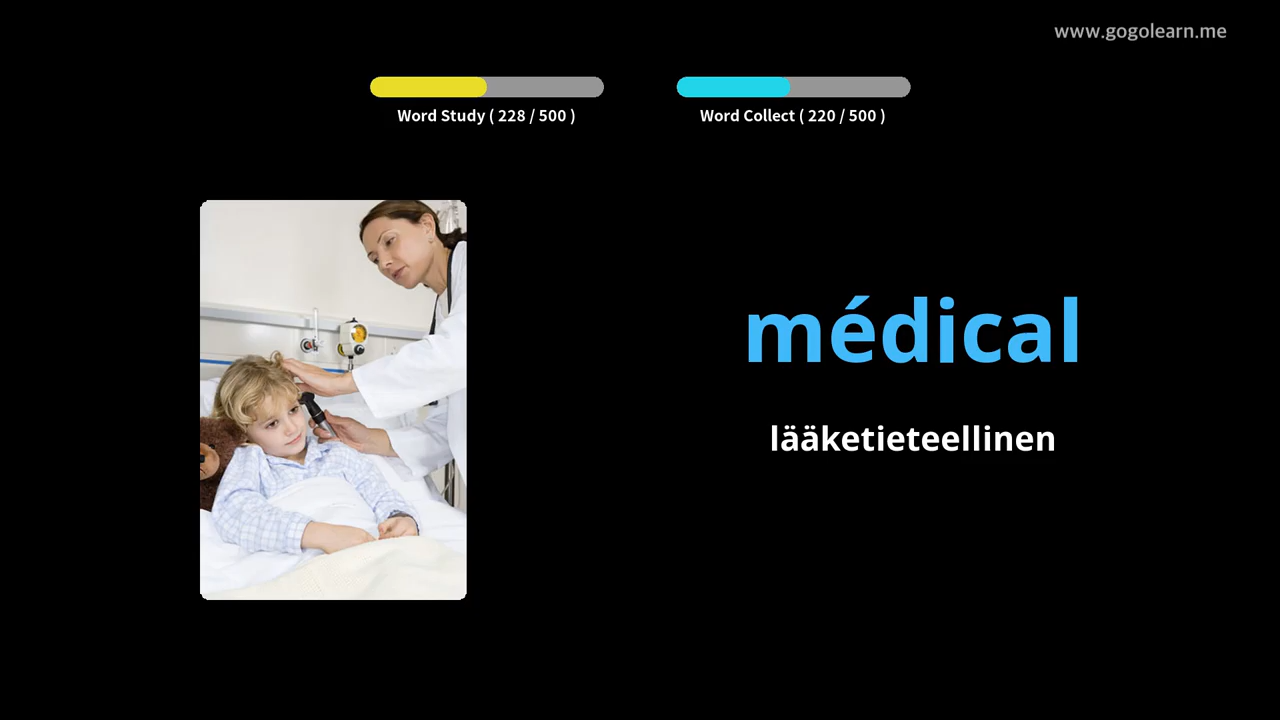 www.gogolearn.me
Word Study ( 228 / 500 )
Word Collect ( 220 / 500 )
médical
lääketieteellinen